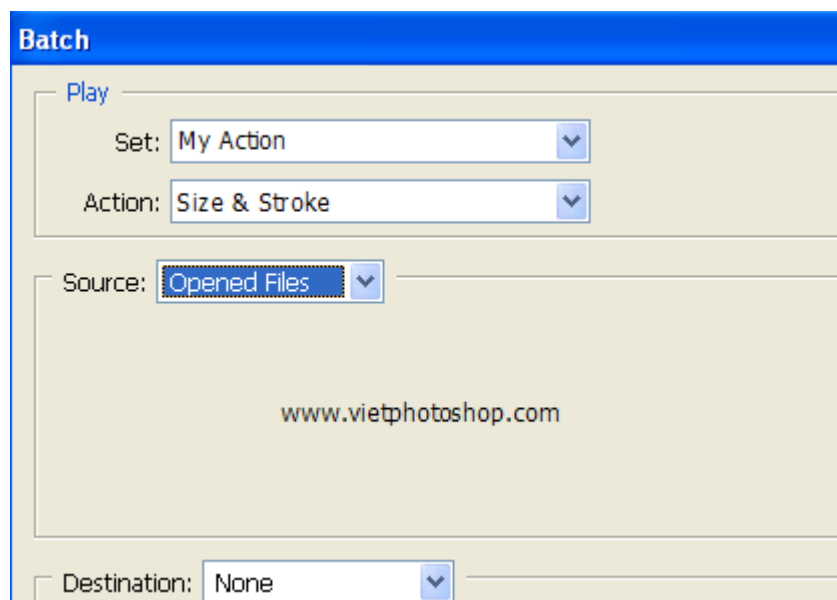 Batch
Play
Set: My Action
Action: Size & Stroke
Source: Opened Files
www.vietphotoshop.com
Destination: None